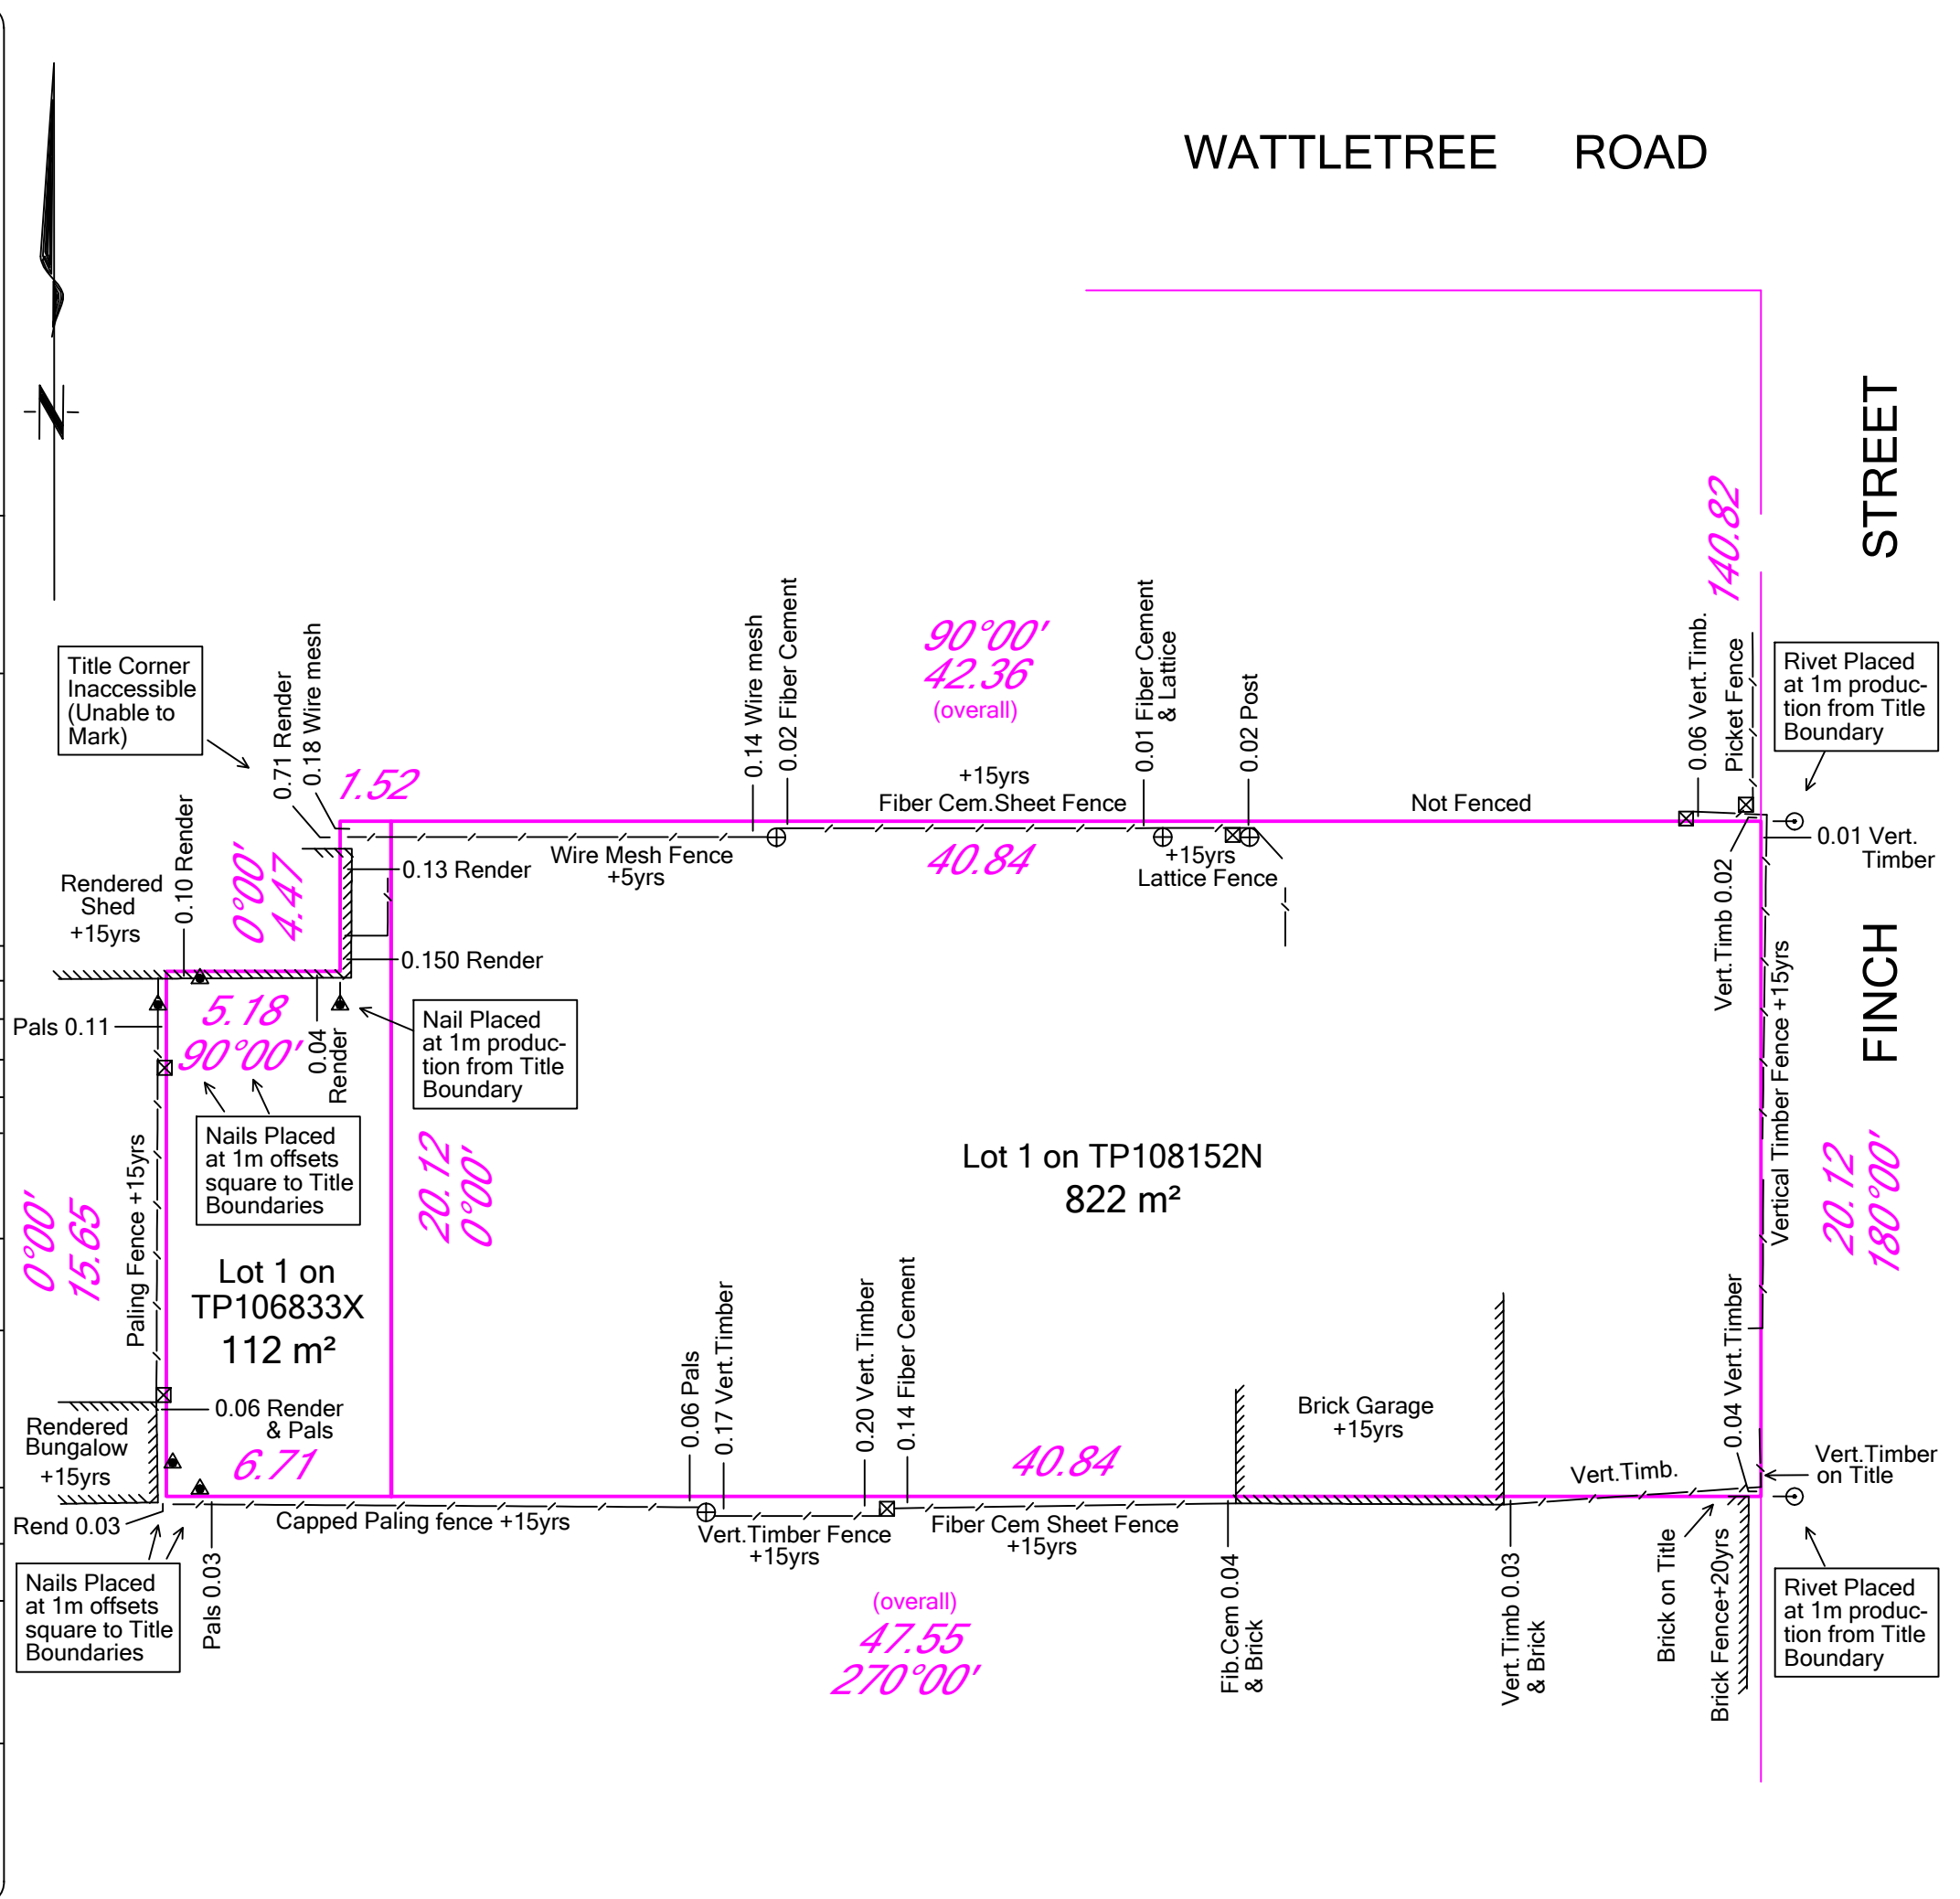 WATTLETREE ROAD
STREET
FINCH
N
140.82
Title Corner
Inaccessible
(Unable to
Mark)
0.71 Render
0.18 Wire mesh
1.52
0.14 Wire mesh
0.02 Fiber Cement
90°00'
42.36
(overall)
+15yrs
Fiber Cem.Sheet Fence
0.01 Fiber Cement
& Lattice
0.02 Post
Not Fenced
0.06 Vert.Timb.
Picket Fence
Rivet Placed
at 1m produc-
tion from Title
Boundary
0.01 Vert.
Timber
Vert.Timb 0.02
Wire Mesh Fence
+5yrs
40.84
+15yrs
Lattice Fence
Rendered
Shed
+15yrs
0.10 Render
0°00'
4.47
0.13 Render
0.150 Render
Pals 0.11
5.18
90°00'
0.04
Render
Nail Placed
at 1m produc-
tion from Title
Boundary
Nails Placed
at 1m offsets
square to Title
Boundaries
Paling Fence +15yrs
0°00'
15.65
20.12
0°00'
Lot 1 on TP108152N
822 m²
Vertical Timber Fence +15yrs
20.12
180°00'
Lot 1 on
TP106833X
112 m²
0.06 Pals
0.17 Vert.Timber
0.20 Vert.Timber
0.14 Fiber Cement
Brick Garage
+15yrs
0.04 Vert.Timber
Rendered
Bungalow
+15yrs
0.06 Render
& Pals
6.71
40.84
Vert.Timb.
Vert.Timber
on Title
Rend 0.03
Capped Paling fence +15yrs
Vert.Timber Fence
+15yrs
Fiber Cem Sheet Fence
+15yrs
Nails Placed
at 1m offsets
square to Title
Boundaries
Pals 0.03
(overall)
47.55
270°00'
Fib.Cem 0.04
& Brick
Vert.Timb 0.03
& Brick
Brick on Title
Brick Fence+20yrs
Rivet Placed
at 1m produc-
tion from Title
Boundary